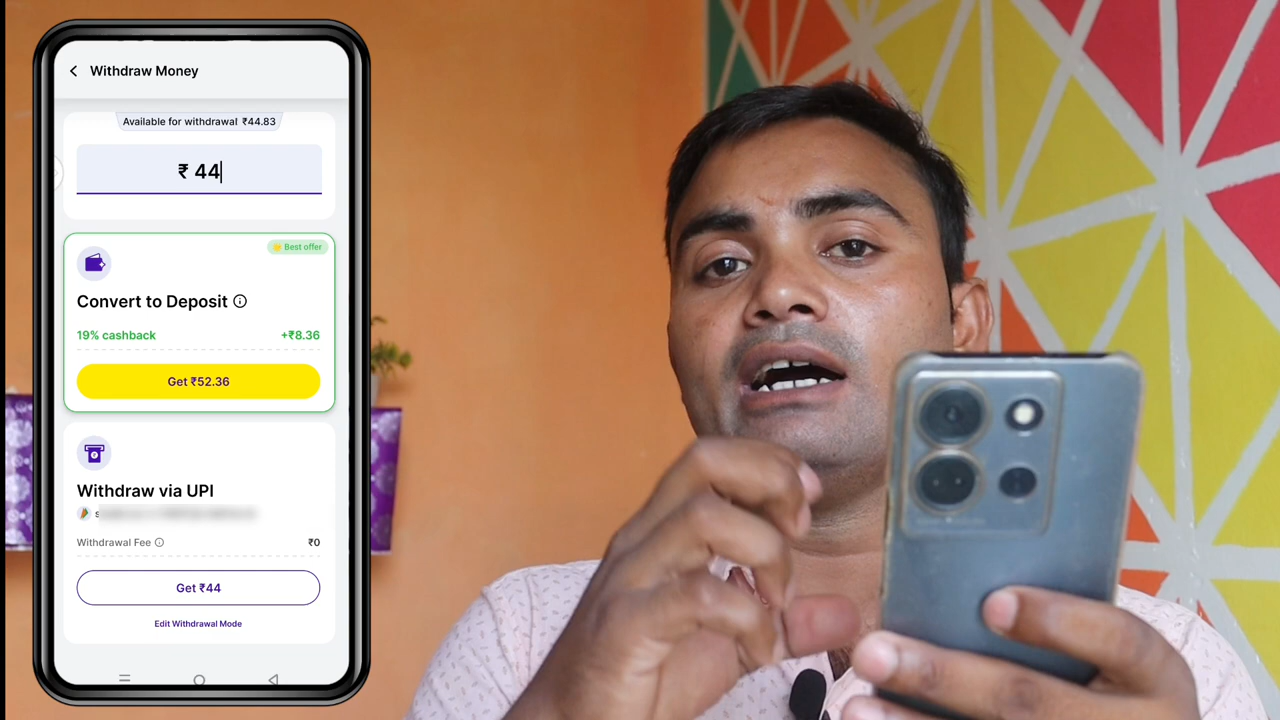 Withdraw Money
Available for withdrawal ₹44.83
₹ 44
Best offer
Convert to Deposit
19% cashback +₹8.36
Get ₹52.36
Withdraw via UPI
s
Withdrawal Fee ₹0
Get ₹44
Edit Withdrawal Mode